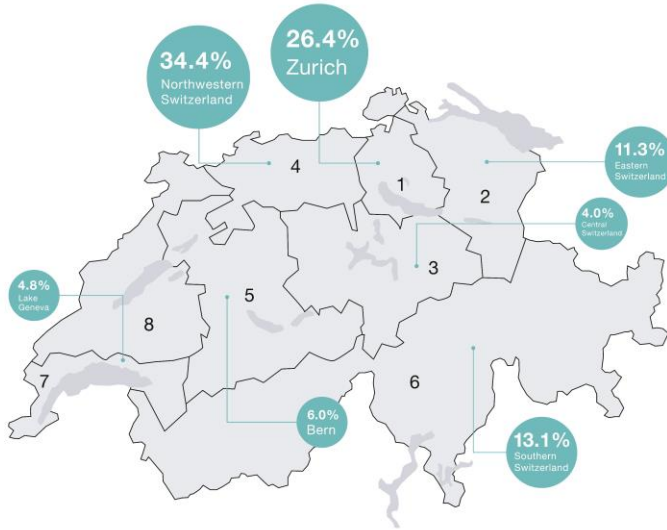 34.4%
Northwestern
Switzerland
26.4%
Zurich
11.3%
Eastern
Switzerland
4.0%
Central
Switzerland
4.8%
Lake
Geneva
6.0%
Bern
13.1%
Southern
Switzerland
4
1
2
3
5
8
7
6